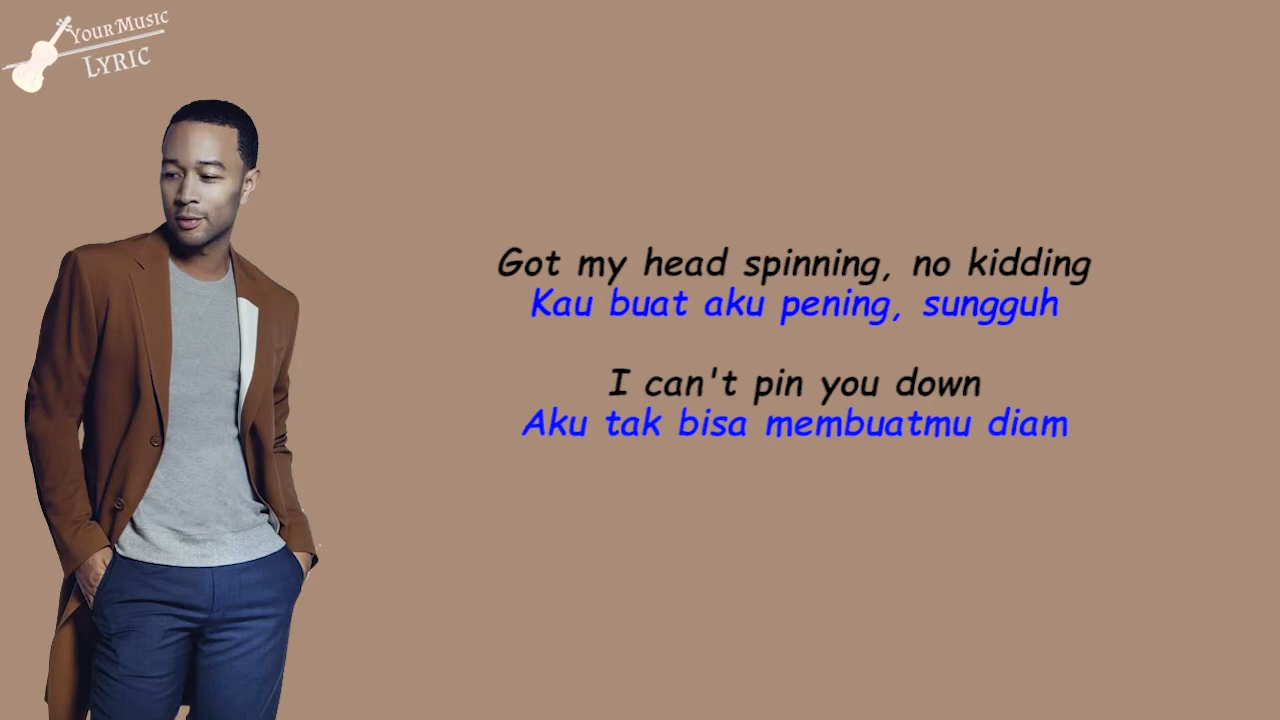 YOUR MUSIC
LYRIC
Got my head spinning, no kidding
Kau buat aku pening, sungguh
I can't pin you down
Aku tak bisa membuatmu diam